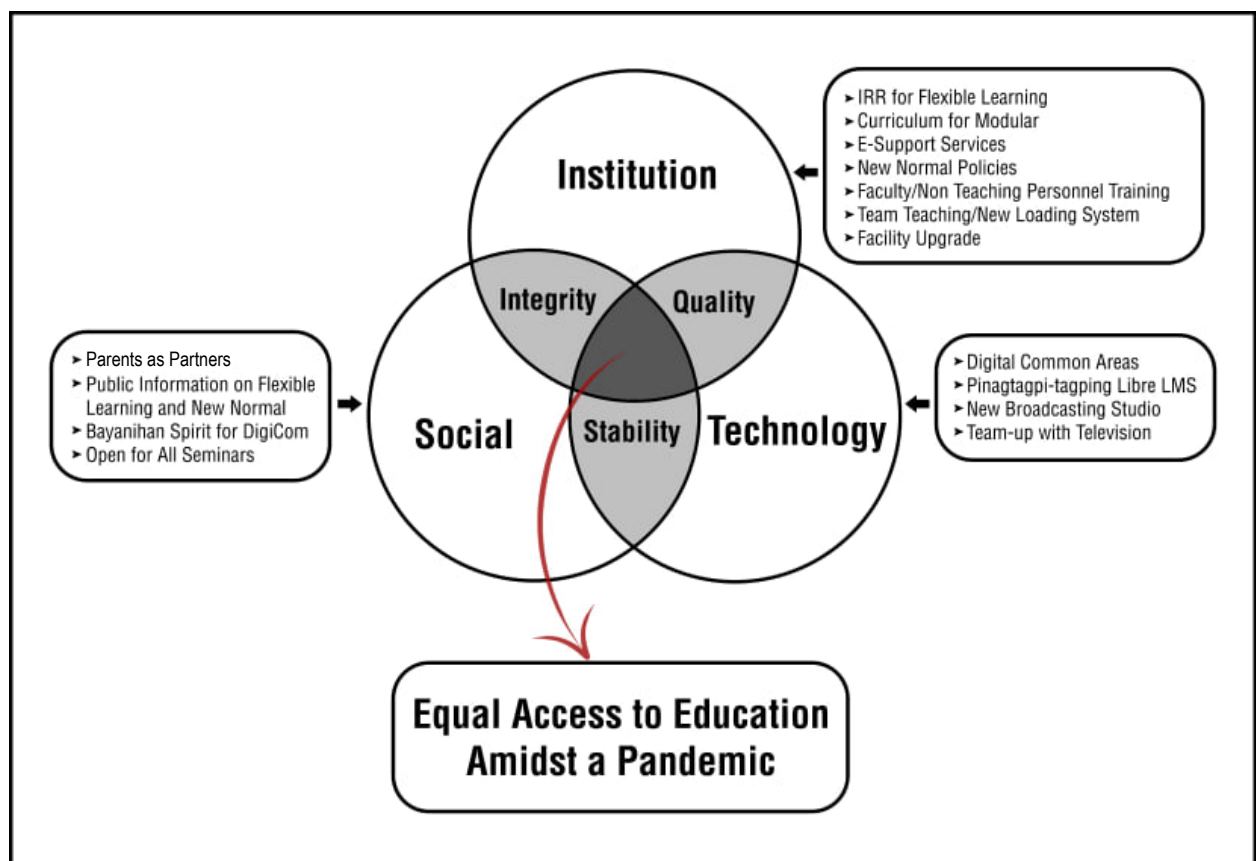 Institution
➤ IRR for Flexible Learning
➤ Curriculum for Modular
➤ E-Support Services
➤ New Normal Policies
➤ Faculty/Non Teaching Personnel Training
➤ Team Teaching/New Loading System
➤ Facility Upgrade
Integrity
Quality
➤ Parents as Partners
➤ Public Information on Flexible
Learning and New Normal
➤ Bayanihan Spirit for DigiCom
➤ Open for All Seminars
Social
Stability
Technology
➤ Digital Common Areas
➤ Pinagtagpi-tagping Libre LMS
➤ New Broadcasting Studio
➤ Team-up with Television
Equal Access to Education
Amidst a Pandemic